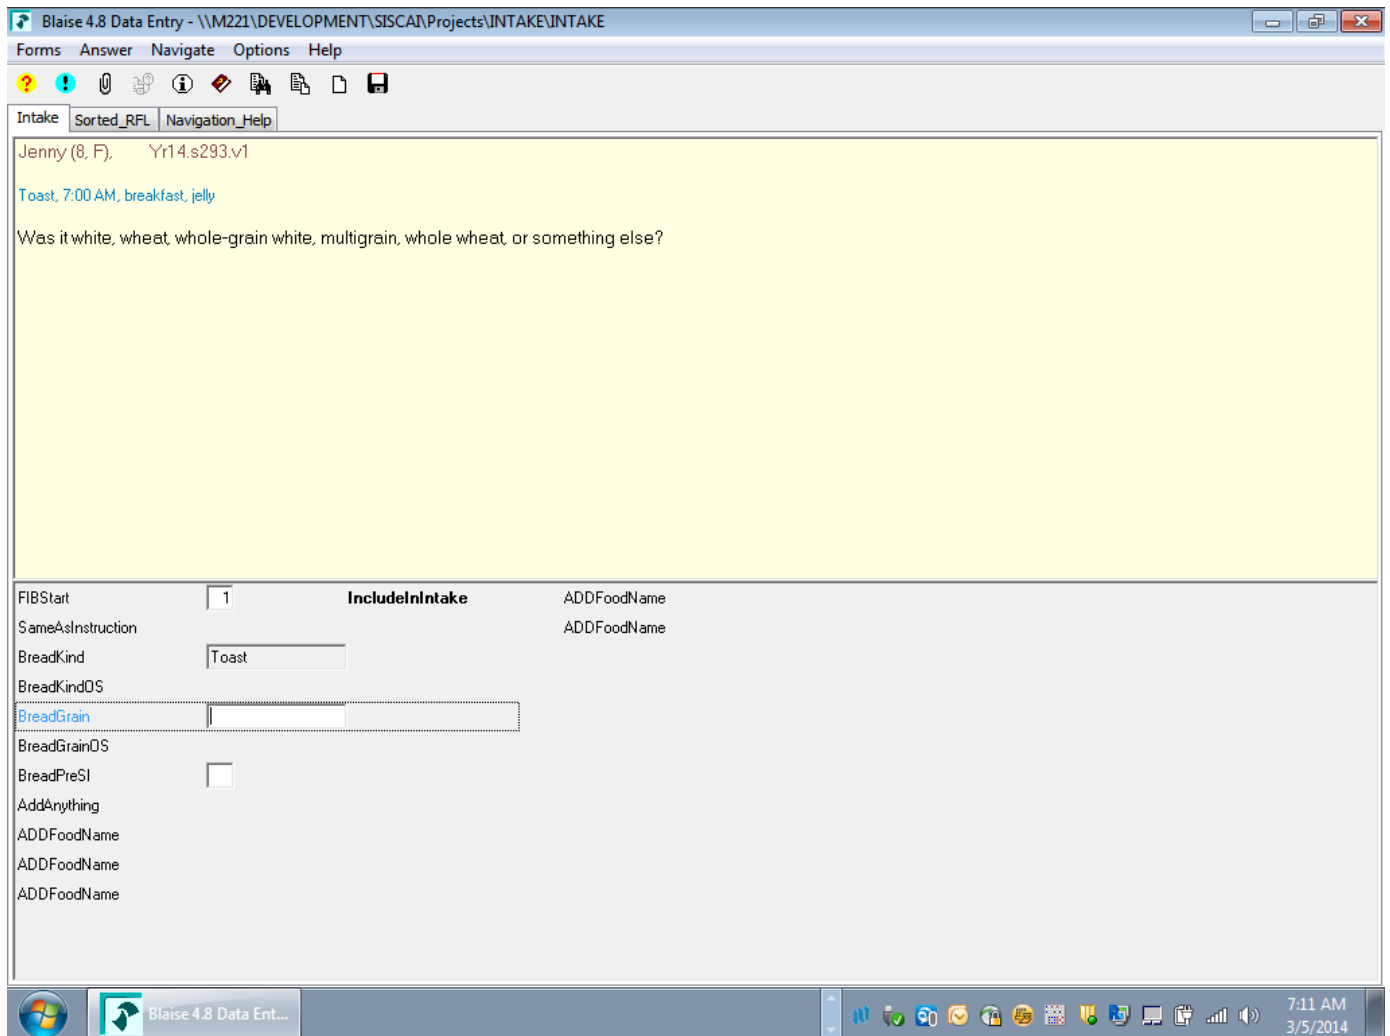 Blaise 4.8 Data Entry - \\M221\DEVELOPMENT\SISCAI\Projects\INTAKE\INTAKE
Forms Answer Navigate Options Help
Intake Sorted_RFL Navigation_Help
Jenny (8, F), Yr14.s293.v1
Toast, 7:00 AM, breakfast, jelly
Was it white, wheat, whole-grain white, multigrain, whole wheat, or something else?
FIBStart 1 IncludeInIntake ADDFoodName
SameAsInstruction ADDFoodName
BreadKind Toast
BreadKindOS
BreadGrain
BreadGrainOS
BreadPreSI
AddAnything
ADDFoodName
ADDFoodName
ADDFoodName
Blaise 4.8 Data Ent...
7:11 AM
3/5/2014